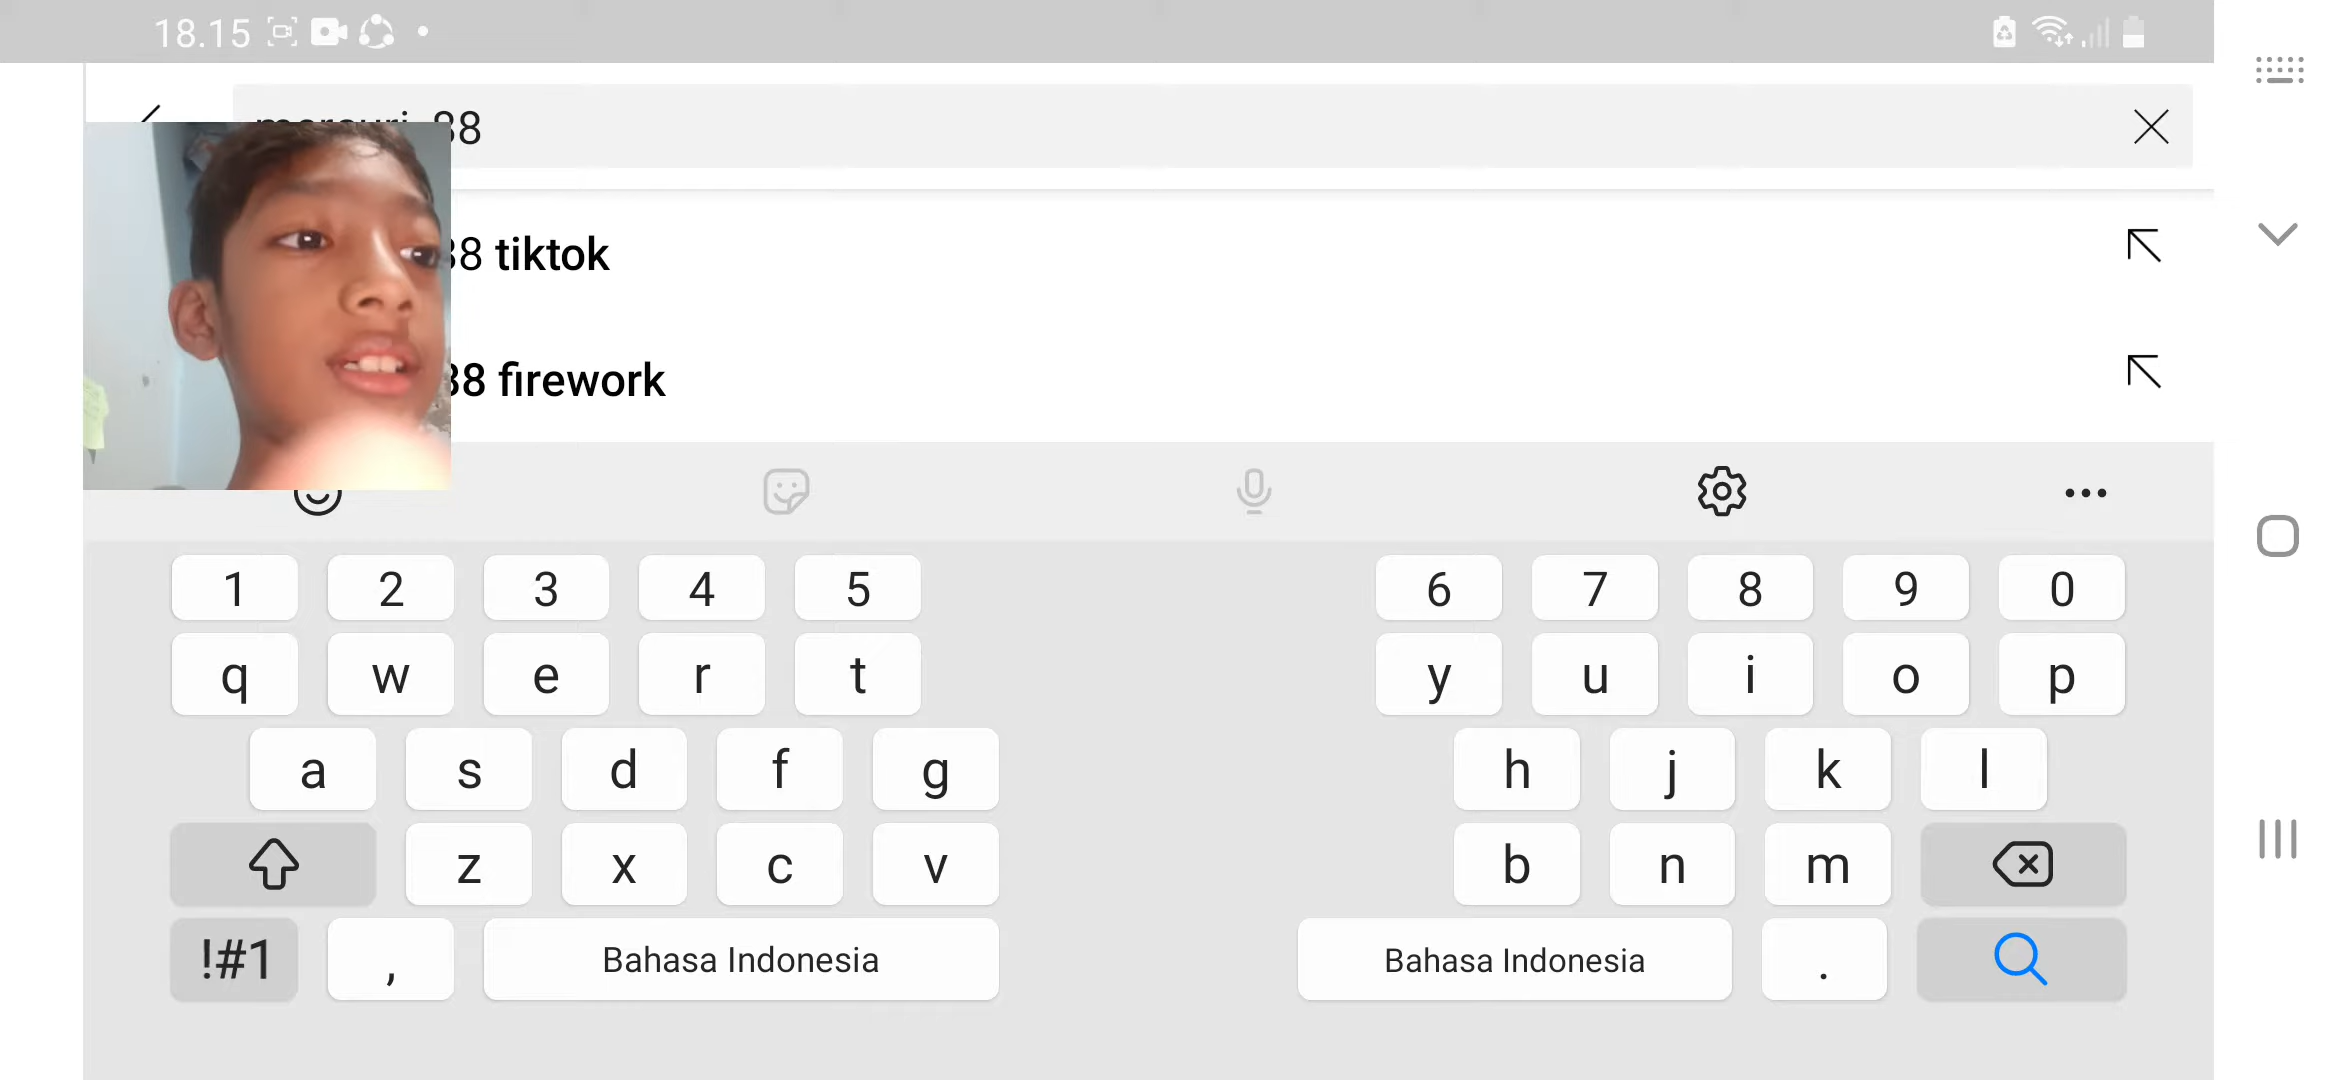 18.15
88
88 tiktok
88 firework
1 2 3 4 5 6 7 8 9 0
q w e r t y u i o p
a s d f g h j k l
z x c v b n m
!#1 , Bahasa Indonesia Bahasa Indonesia .